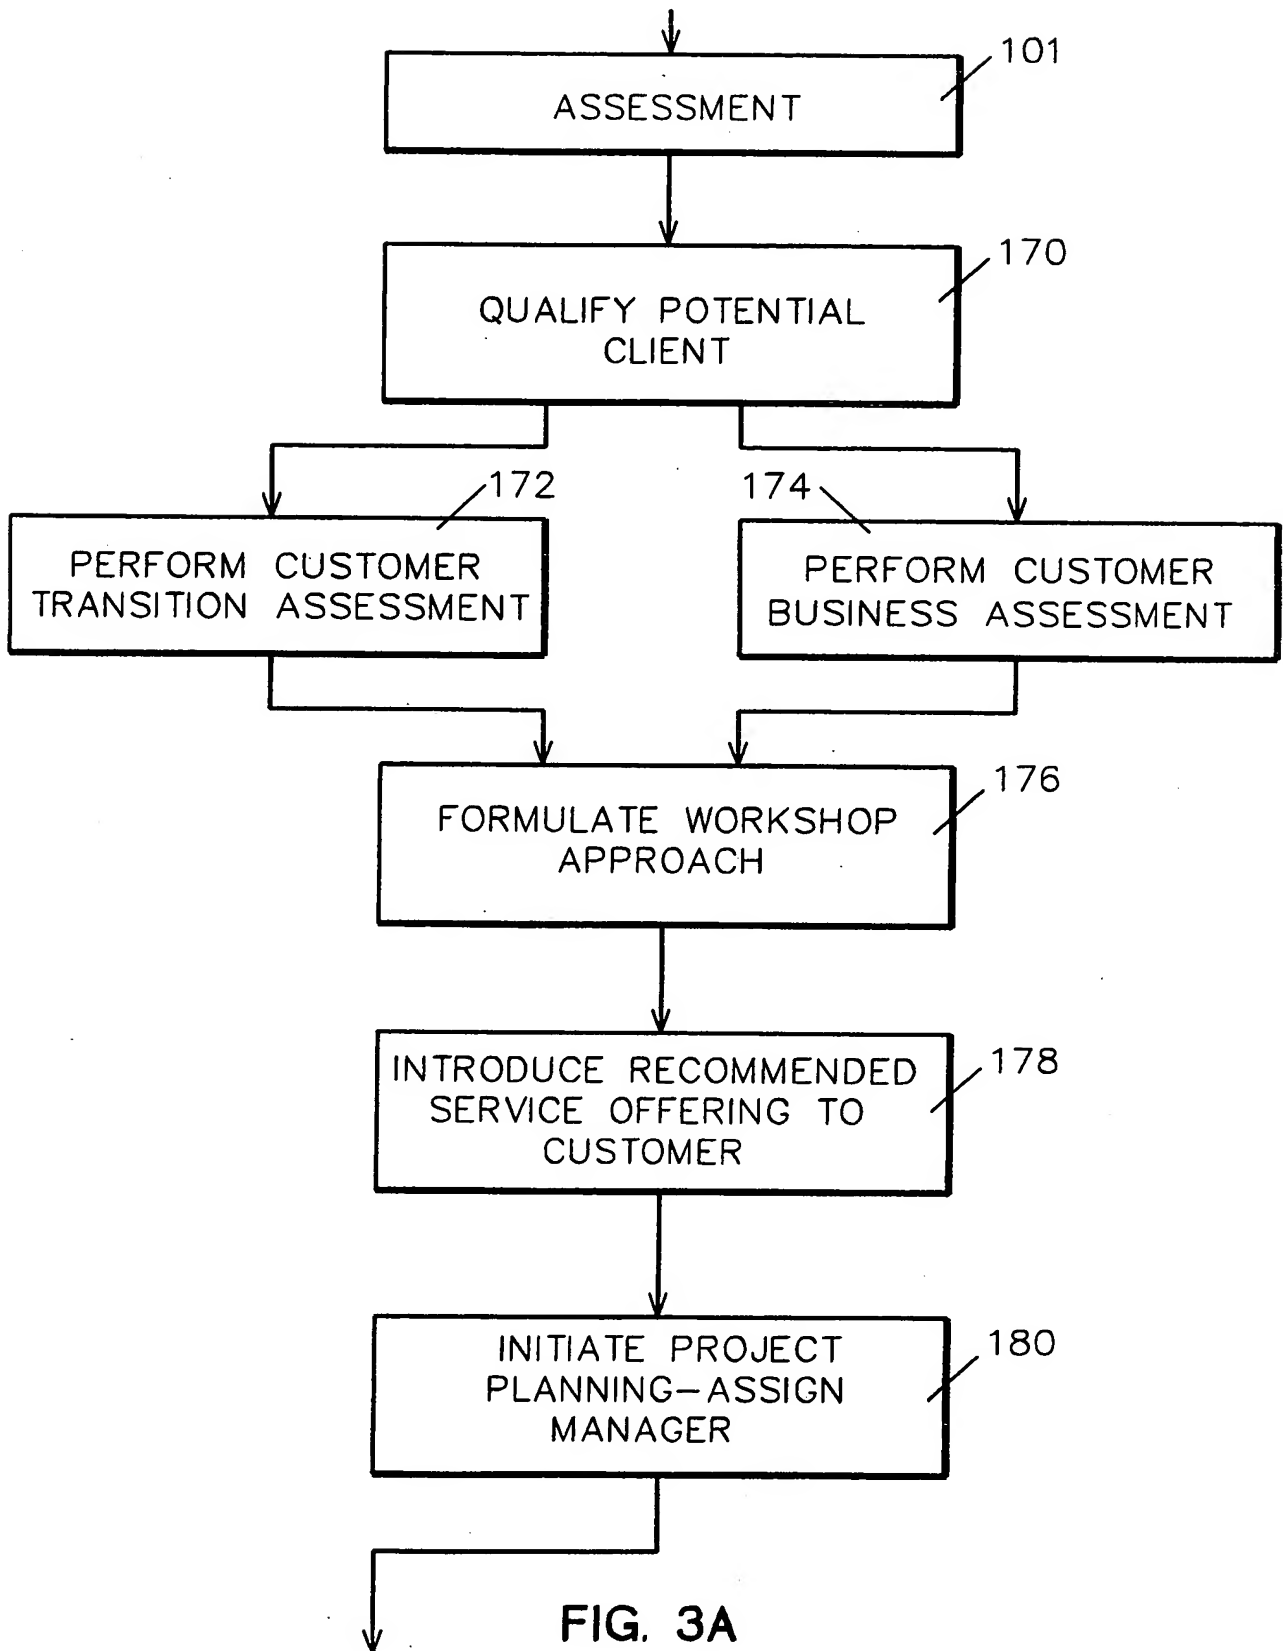 101
ASSESSMENT
170
QUALIFY POTENTIAL
CLIENT
172
174
PERFORM CUSTOMER
TRANSITION ASSESSMENT
PERFORM CUSTOMER
BUSINESS ASSESSMENT
176
FORMULATE WORKSHOP
APPROACH
178
INTRODUCE RECOMMENDED
SERVICE OFFERING TO
CUSTOMER
180
INITIATE PROJECT
PLANNING–ASSIGN
MANAGER
FIG. 3A